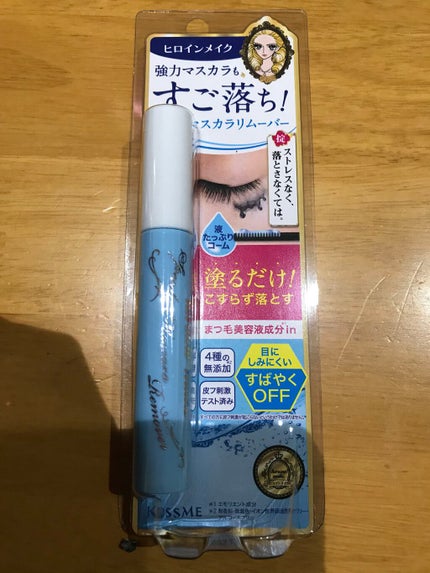 ヒロインメイク
強力マスカラも、
すご落ち!
スカラリムーバー
掟
ストレスなく、
落とさなくては。
液
たっぷり
コーム
塗るだけ!
こすらず落とす
まつ毛美容液成分in
4種の
無添加
目に
しみにくい
すばやく
OFF
皮フ刺激
テスト済み
Remover
KISSME